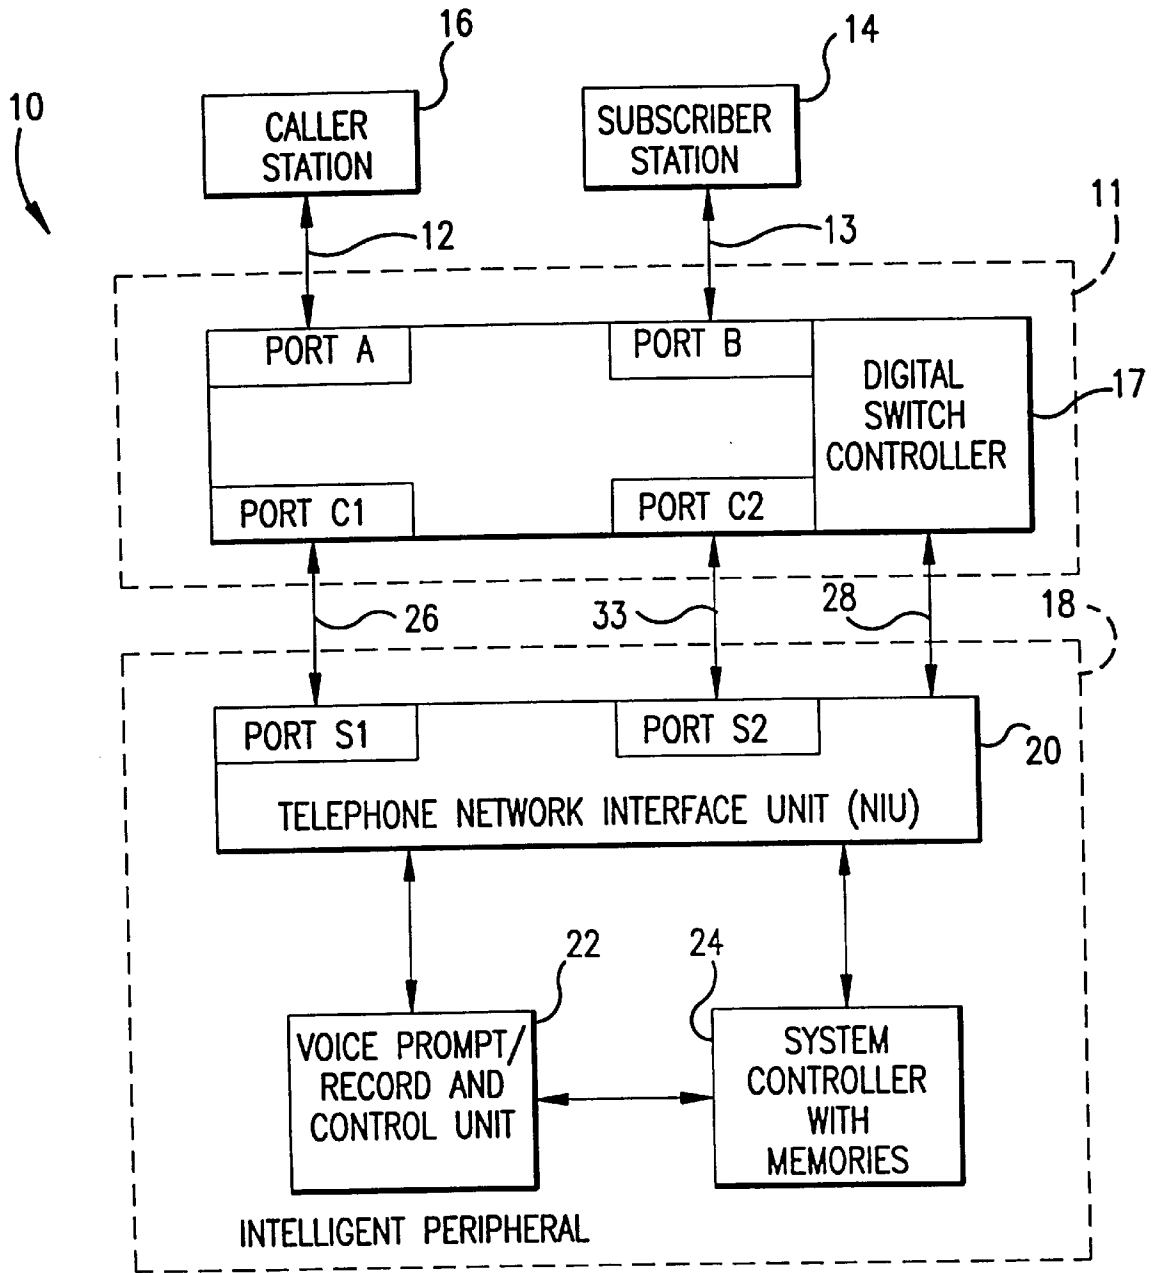 16
14
10
CALLER
STATION
SUBSCRIBER
STATION
11
12
13
PORT A
PORT B
DIGITAL
SWITCH
CONTROLLER
17
PORT C1
PORT C2
26
33
28
18
PORT S1
PORT S2
20
TELEPHONE NETWORK INTERFACE UNIT (NIU)
22
24
VOICE PROMPT/
RECORD AND
CONTROL UNIT
SYSTEM
CONTROLLER
WITH
MEMORIES
INTELLIGENT PERIPHERAL